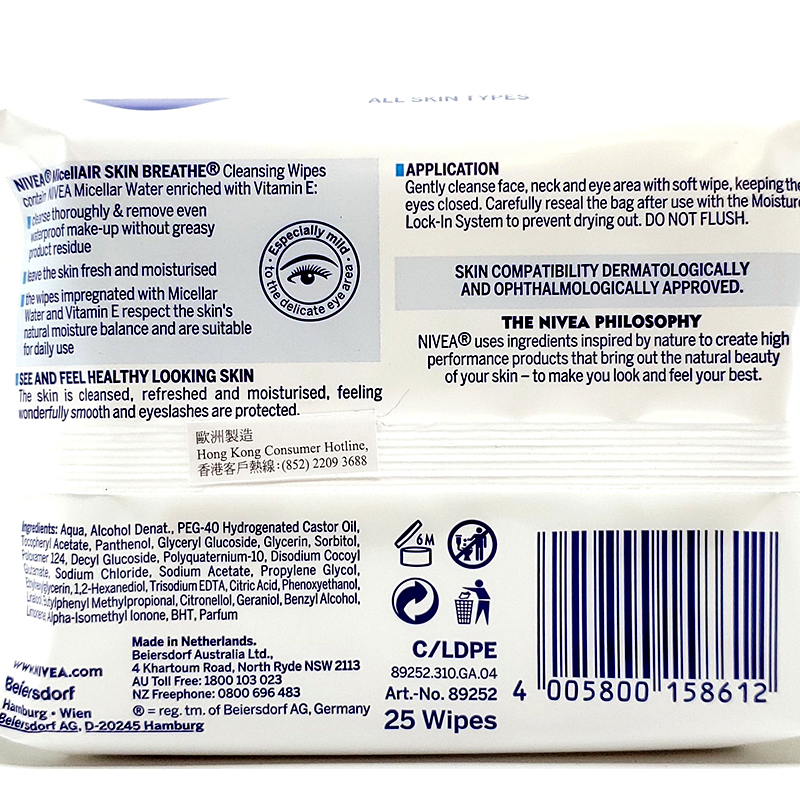 ALL SKIN TYPES
NIVEA® MicellAIR SKIN BREATHE® Cleansing Wipes
contain NIVEA Micellar Water enriched with Vitamin E:
cleanse thoroughly & remove even
waterproof make-up without greasy
product residue
leave the skin fresh and moisturised
the wipes impregnated with Micellar
Water and Vitamin E respect the skin's
natural moisture balance and are suitable
for daily use
Especially mild
• to the delicate eye area •
SEE AND FEEL HEALTHY LOOKING SKIN
The skin is cleansed, refreshed and moisturised, feeling
wonderfully smooth and eyelashes are protected.
APPLICATION
Gently cleanse face, neck and eye area with soft wipe, keeping the
eyes closed. Carefully reseal the bag after use with the Moisture
Lock-In System to prevent drying out. DO NOT FLUSH.
SKIN COMPATIBILITY DERMATOLOGICALLY
AND OPHTHALMOLOGICALLY APPROVED.
THE NIVEA PHILOSOPHY
NIVEA® uses ingredients inspired by nature to create high
performance products that bring out the natural beauty
of your skin – to make you look and feel your best.
歐洲製造
Hong Kong Consumer Hotline,
香港客戶熱線:(852) 2209 3688
Ingredients: Aqua, Alcohol Denat., PEG-40 Hydrogenated Castor Oil,
Tocopheryl Acetate, Panthenol, Glyceryl Glucoside, Glycerin, Sorbitol,
Poloxamer 124, Decyl Glucoside, Polyquaternium-10, Disodium Cocoyl
Glutamate, Sodium Chloride, Sodium Acetate, Propylene Glycol,
Ethylhexylglycerin, 1,2-Hexanediol, Trisodium EDTA, Citric Acid, Phenoxyethanol,
Linalool, Butylphenyl Methylpropional, Citronellol, Geraniol, Benzyl Alcohol,
Limonene, Alpha-Isomethyl Ionone, BHT, Parfum
6M
www.NIVEA.com
Beiersdorf
Hamburg • Wien
Beiersdorf AG, D-20245 Hamburg
Made in Netherlands.
Beiersdorf Australia Ltd.,
4 Khartoum Road, North Ryde NSW 2113
AU Toll Free: 1800 103 023
NZ Freephone: 0800 696 483
® = reg. tm. of Beiersdorf AG, Germany
C/LDPE
89252.310.GA.04
Art.-No. 89252
25 Wipes
4 005800 158612